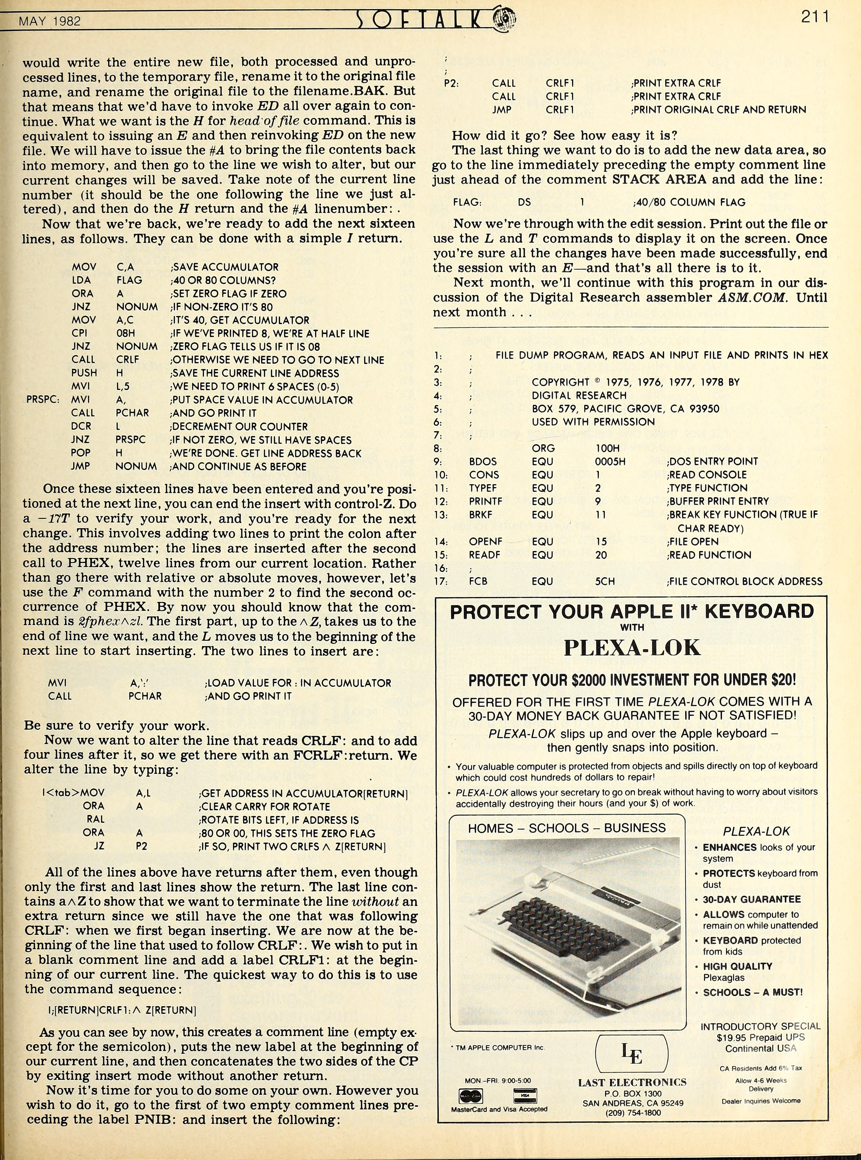 MAY 1982
SOFTALK
211
would write the entire new file, both processed and unpro-
cessed lines, to the temporary file, rename it to the original file
name, and rename the original file to the filename.BAK. But
that means that we'd have to invoke ED all over again to con-
tinue. What we want is the H for head of file command. This is
equivalent to issuing an E and then reinvoking ED on the new
file. We will have to issue the #A to bring the file contents back
into memory, and then go to the line we wish to alter, but our
current changes will be saved. Take note of the current line
number (it should be the one following the line we just al-
tered), and then do the H return and the #A linenumber: .
Now that we're back, we're ready to add the next sixteen
lines, as follows. They can be done with a simple I return.
MOV C,A ;SAVE ACCUMULATOR
LDA FLAG ;40 OR 80 COLUMNS?
ORA A ;SET ZERO FLAG IF ZERO
JNZ NONUM ;IF NON-ZERO IT'S 80
MOV A,C ;IT'S 40, GET ACCUMULATOR
CPI 08H ;IF WE'VE PRINTED 8, WE'RE AT HALF LINE
JNZ NONUM ;ZERO FLAG TELLS US IF IT IS 08
CALL CRLF ;OTHERWISE WE NEED TO GO TO NEXT LINE
PUSH H ;SAVE THE CURRENT LINE ADDRESS
MVI L,5 ;WE NEED TO PRINT 6 SPACES (0-5)
PRSPC: MVI A, ;PUT SPACE VALUE IN ACCUMULATOR
CALL PCHAR ;AND GO PRINT IT
DCR L ;DECREMENT OUR COUNTER
JNZ PRSPC ;IF NOT ZERO, WE STILL HAVE SPACES
POP H ;WE'RE DONE. GET LINE ADDRESS BACK
JMP NONUM ;AND CONTINUE AS BEFORE
Once these sixteen lines have been entered and you're posi-
tioned at the next line, you can end the insert with control-Z. Do
a -17T to verify your work, and you're ready for the next
change. This involves adding two lines to print the colon after
the address number; the lines are inserted after the second
call to PHEX, twelve lines from our current location. Rather
than go there with relative or absolute moves, however, let's
use the F command with the number 2 to find the second oc-
currence of PHEX. By now you should know that the com-
mand is 2fphex∧zl. The first part, up to the ∧ Z, takes us to the
end of line we want, and the L moves us to the beginning of the
next line to start inserting. The two lines to insert are:
MVI A,':' ;LOAD VALUE FOR : IN ACCUMULATOR
CALL PCHAR ;AND GO PRINT IT
Be sure to verify your work.
Now we want to alter the line that reads CRLF: and to add
four lines after it, so we get there with an FCRLF:return. We
alter the line by typing:
I<tab>MOV A,L ;GET ADDRESS IN ACCUMULATOR[RETURN]
ORA A ;CLEAR CARRY FOR ROTATE
RAL ;ROTATE BITS LEFT, IF ADDRESS IS
ORA A ;80 OR 00, THIS SETS THE ZERO FLAG
JZ P2 ;IF SO, PRINT TWO CRLFS ∧ Z[RETURN]
All of the lines above have returns after them, even though
only the first and last lines show the return. The last line con-
tains a∧Z to show that we want to terminate the line without an
extra return since we still have the one that was following
CRLF: when we first began inserting. We are now at the be-
ginning of the line that used to follow CRLF:. We wish to put in
a blank comment line and add a label CRLF1: at the begin-
ning of our current line. The quickest way to do this is to use
the command sequence:
I;[RETURN]CRLF1:∧ Z[RETURN]
As you can see by now, this creates a comment line (empty ex-
cept for the semicolon), puts the new label at the beginning of
our current line, and then concatenates the two sides of the CP
by exiting insert mode without another return.
Now it's time for you to do some on your own. However you
wish to do it, go to the first of two empty comment lines pre-
ceding the label PNIB: and insert the following:
;
;
P2: CALL CRLF1 ;PRINT EXTRA CRLF
CALL CRLF1 ;PRINT EXTRA CRLF
JMP CRLF1 ;PRINT ORIGINAL CRLF AND RETURN
How did it go? See how easy it is?
The last thing we want to do is to add the new data area, so
go to the line immediately preceding the empty comment line
just ahead of the comment STACK AREA and add the line:
FLAG: DS 1 ;40/80 COLUMN FLAG
Now we're through with the edit session. Print out the file or
use the L and T commands to display it on the screen. Once
you're sure all the changes have been made successfully, end
the session with an E—and that's all there is to it.
Next month, we'll continue with this program in our dis-
cussion of the Digital Research assembler ASM.COM. Until
next month . . .
1: ; FILE DUMP PROGRAM, READS AN INPUT FILE AND PRINTS IN HEX
2: ;
3: ; COPYRIGHT © 1975, 1976, 1977, 1978 BY
4: ; DIGITAL RESEARCH
5: ; BOX 579, PACIFIC GROVE, CA 93950
6: ; USED WITH PERMISSION
7: ;
8: ORG 100H
9: BDOS EQU 0005H ;DOS ENTRY POINT
10: CONS EQU 1 ;READ CONSOLE
11: TYPEF EQU 2 ;TYPE FUNCTION
12: PRINTF EQU 9 ;BUFFER PRINT ENTRY
13: BRKF EQU 11 ;BREAK KEY FUNCTION (TRUE IF
CHAR READY)
14: OPENF EQU 15 ;FILE OPEN
15: READF EQU 20 ;READ FUNCTION
16: ;
17: FCB EQU 5CH ;FILE CONTROL BLOCK ADDRESS
PROTECT YOUR APPLE II* KEYBOARD
WITH
PLEXA-LOK
PROTECT YOUR $2000 INVESTMENT FOR UNDER $20!
OFFERED FOR THE FIRST TIME PLEXA-LOK COMES WITH A
30-DAY MONEY BACK GUARANTEE IF NOT SATISFIED!
PLEXA-LOK slips up and over the Apple keyboard –
then gently snaps into position.
• Your valuable computer is protected from objects and spills directly on top of keyboard
which could cost hundreds of dollars to repair!
• PLEXA-LOK allows your secretary to go on break without having to worry about visitors
accidentally destroying their hours (and your $) of work.
HOMES – SCHOOLS – BUSINESS
PLEXA-LOK
• ENHANCES looks of your
system
• PROTECTS keyboard from
dust
• 30-DAY GUARANTEE
• ALLOWS computer to
remain on while unattended
• KEYBOARD protected
from kids
• HIGH QUALITY
Plexaglas
• SCHOOLS – A MUST!
INTRODUCTORY SPECIAL
$19.95 Prepaid UPS
Continental USA
CA Residents Add 6% Tax
Allow 4-6 Weeks
Delivery
Dealer Inquiries Welcome
* TM APPLE COMPUTER Inc.
LE
MON –FRI. 9:00-5:00
VISA
MasterCard and Visa Accepted
LAST ELECTRONICS
P.O. BOX 1300
SAN ANDREAS, CA 95249
(209) 754-1800